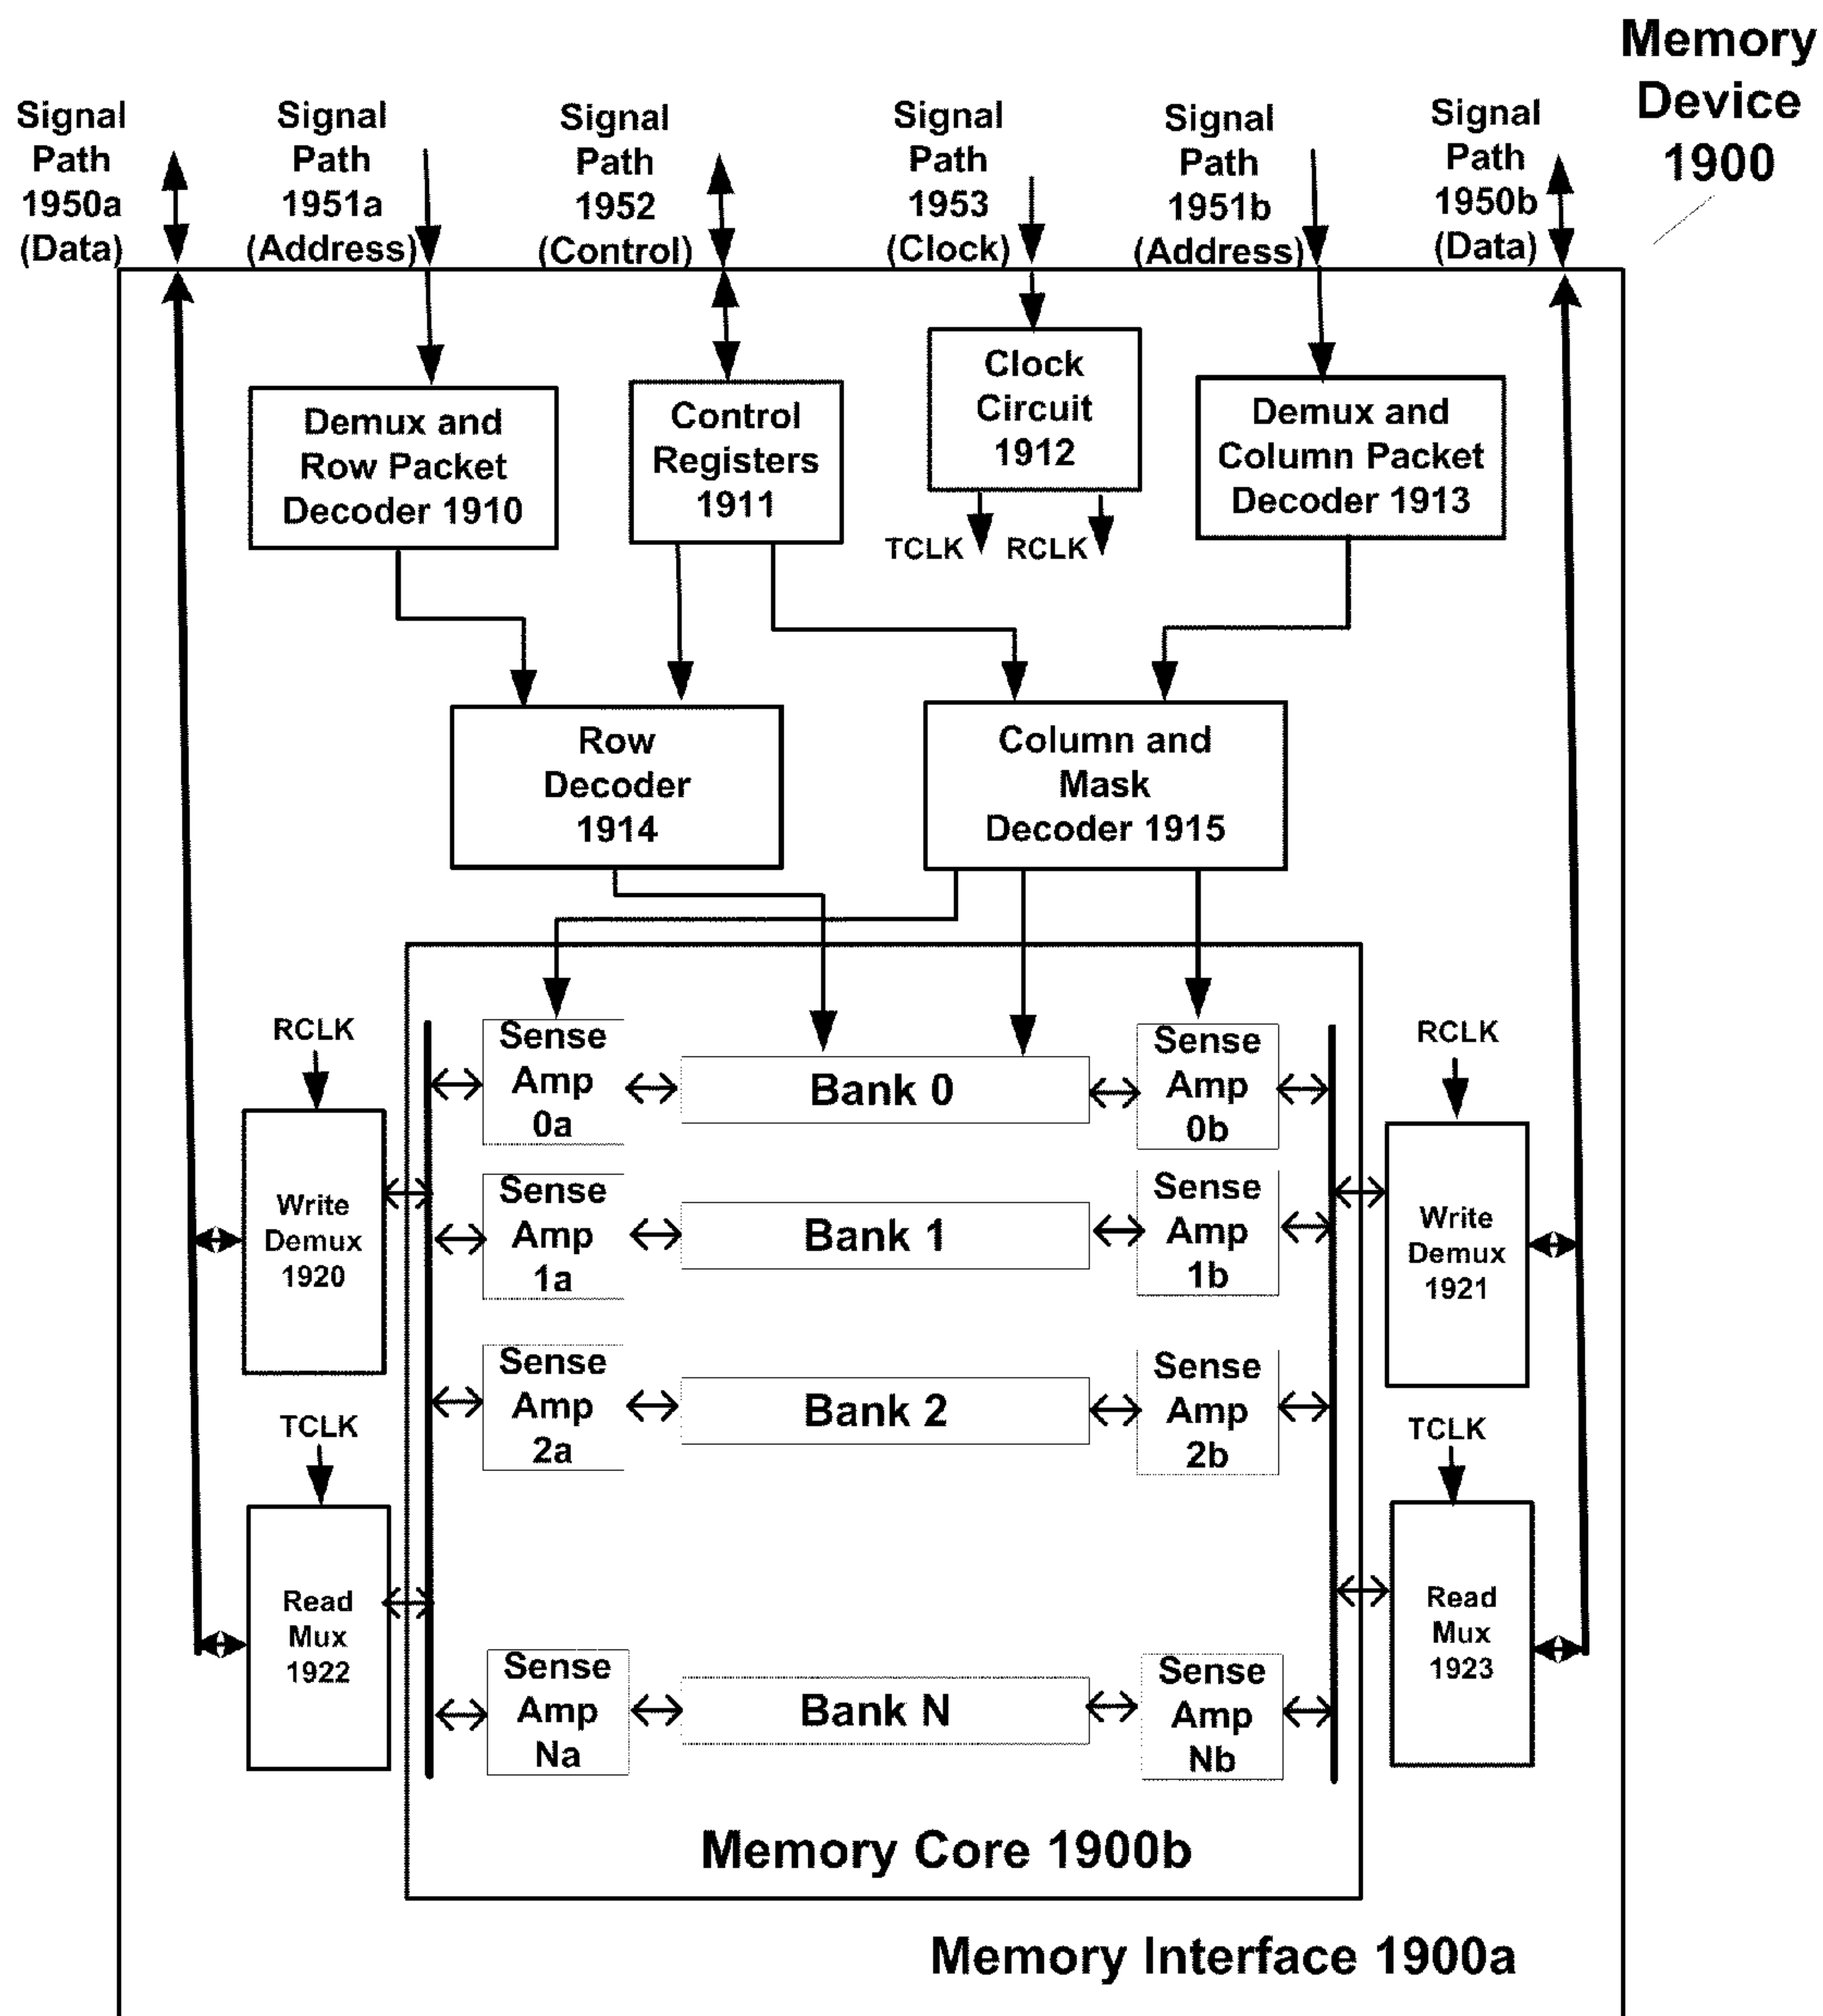 Memory
Device
1900
Signal
Path
1950a
(Data)
Signal
Path
1951a
(Address)
Signal
Path
1952
(Control)
Signal
Path
1953
(Clock)
Signal
Path
1951b
(Address)
Signal
Path
1950b
(Data)
Demux and
Row Packet
Decoder 1910
Control
Registers
1911
Clock
Circuit
1912
Demux and
Column Packet
Decoder 1913
TCLK
RCLK
Row
Decoder
1914
Column and
Mask
Decoder 1915
RCLK
Sense
Amp
0a
Bank 0
Sense
Amp
0b
RCLK
Write
Demux
1920
Sense
Amp
1a
Bank 1
Sense
Amp
1b
Write
Demux
1921
Sense
Amp
2a
Bank 2
Sense
Amp
2b
TCLK
TCLK
Read
Mux
1922
Sense
Amp
Na
Bank N
Sense
Amp
Nb
Read
Mux
1923
Memory Core 1900b
Memory Interface 1900a